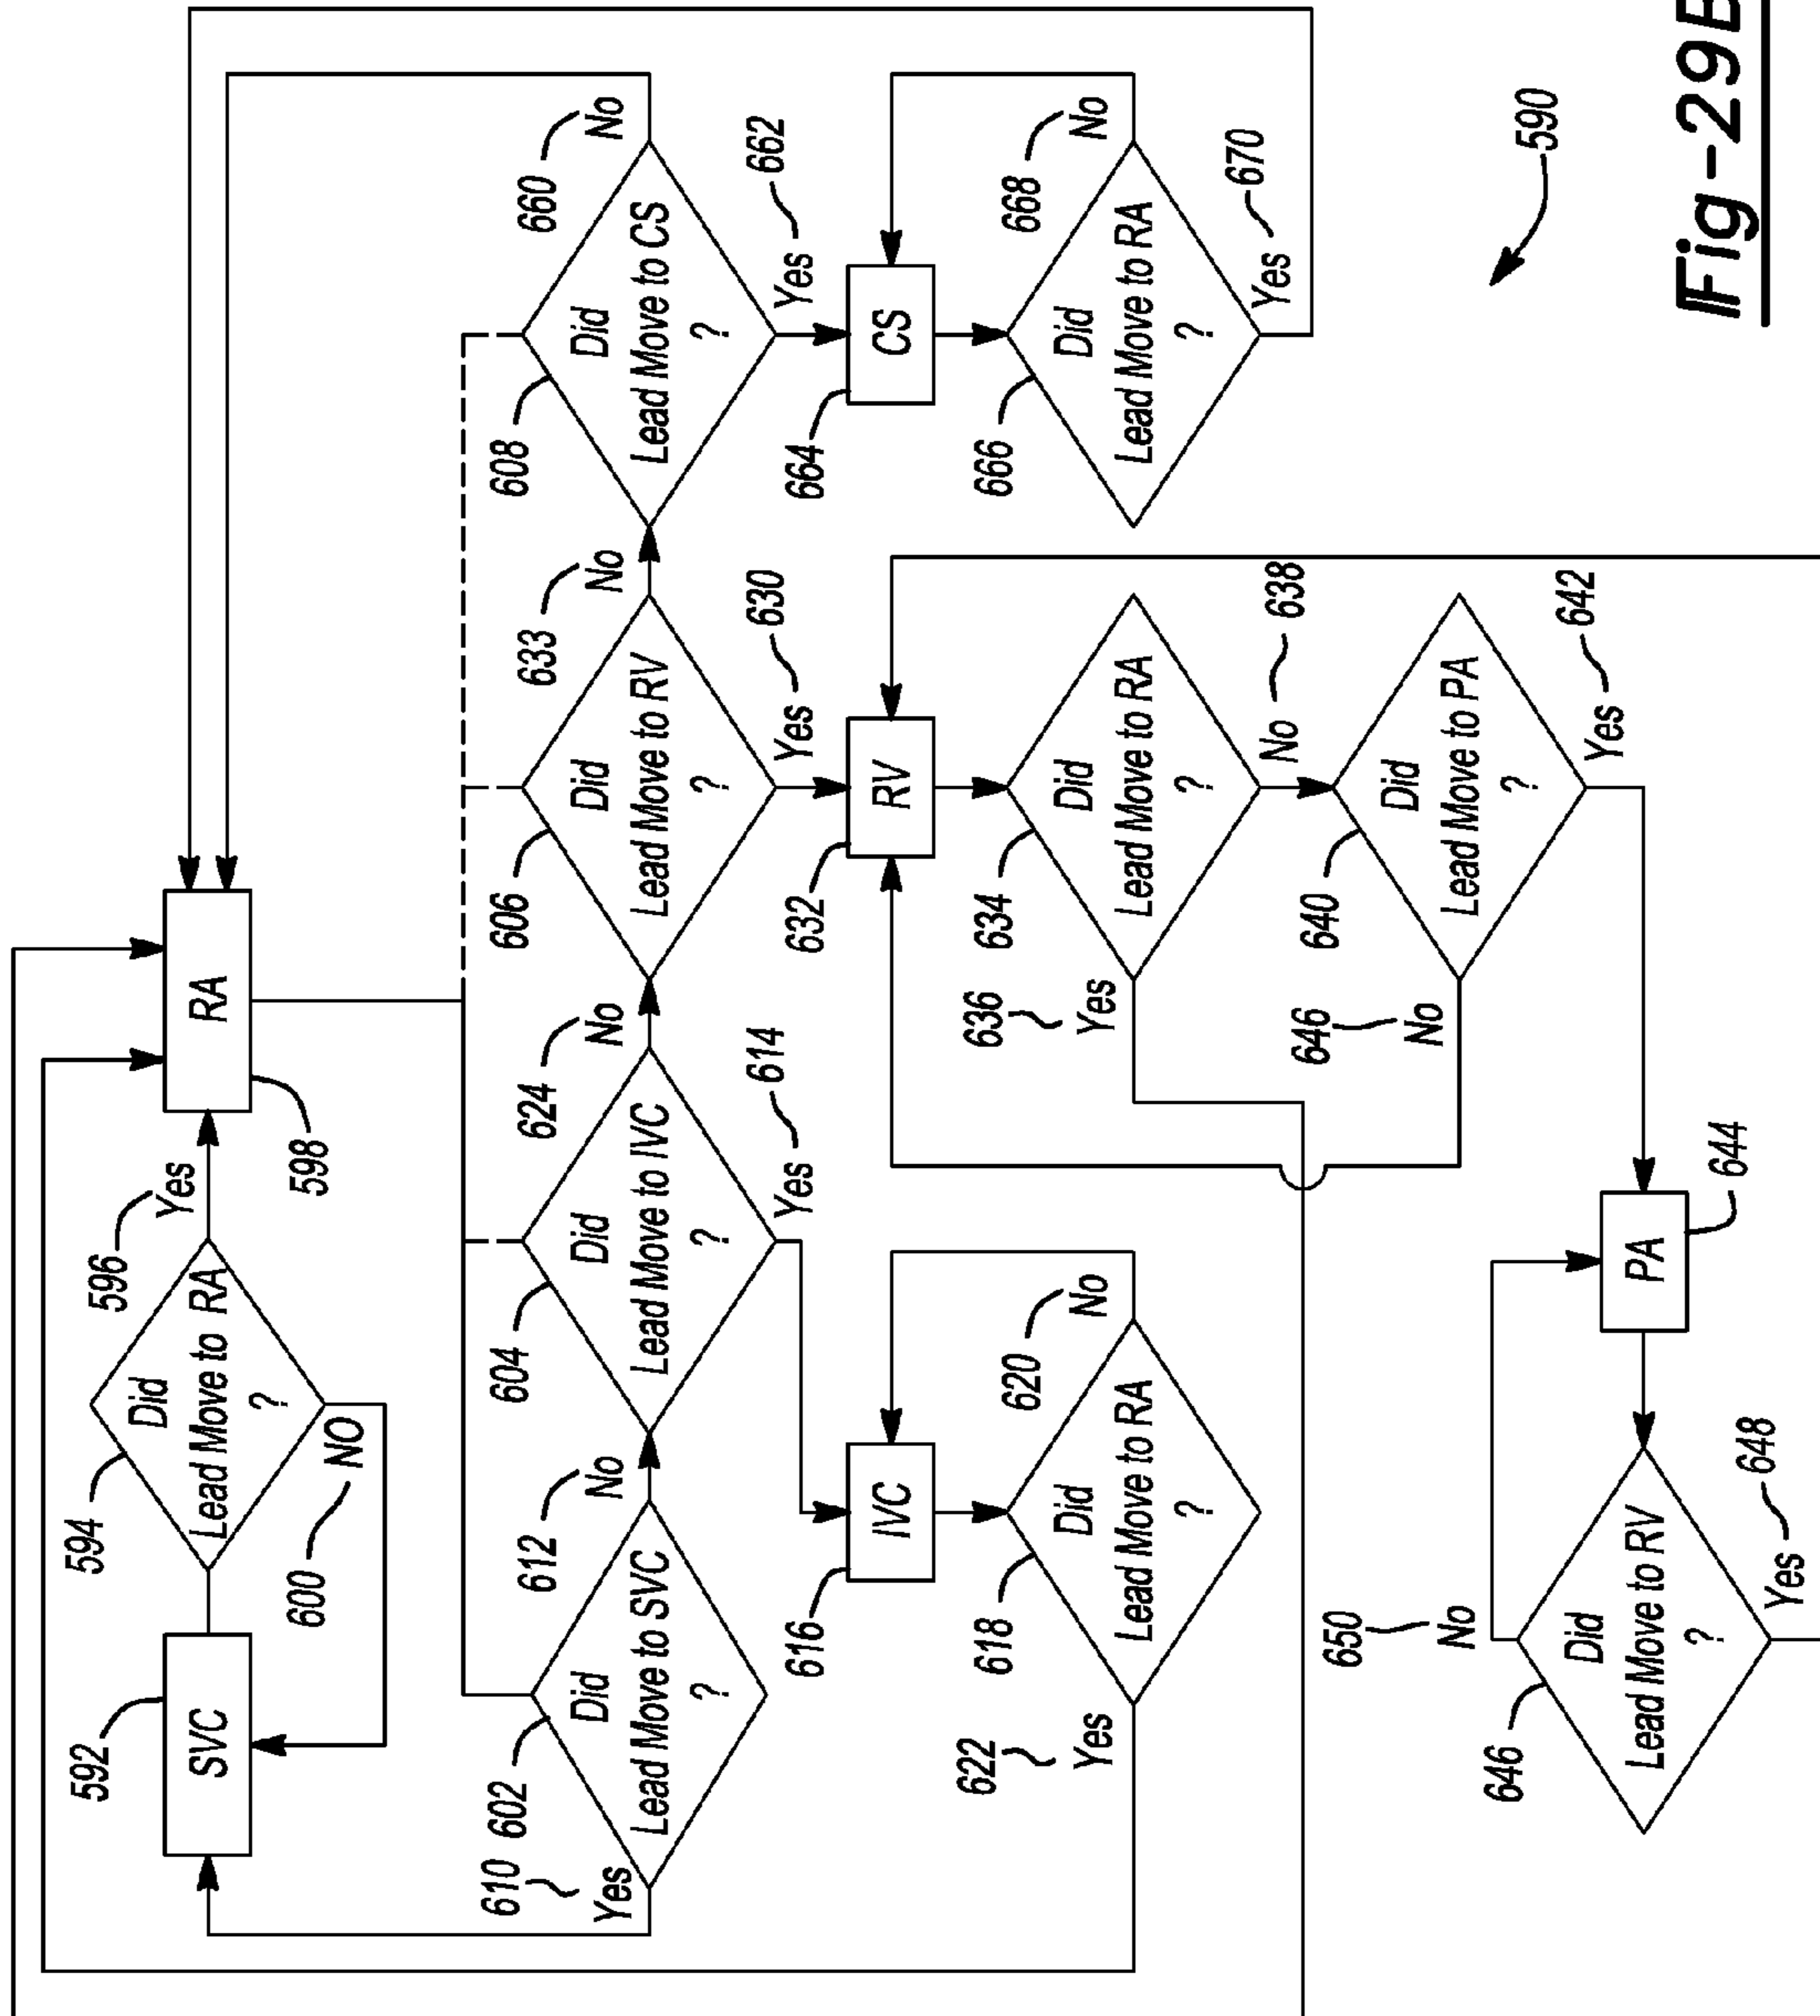 592
SVC
594
Did
Lead Move to RA
?
596
Yes
600
NO
RA
598
610
Yes
602
Did
Lead Move to SVC
?
612
No
604
Did
Lead Move to IVC
?
624
No
614
Yes
606
Did
Lead Move to RV
?
633
No
630
Yes
608
Did
Lead Move to CS
?
660
No
662
Yes
616
IVC
618
Did
Lead Move to RA
?
620
No
622
Yes
632
RV
634
Did
Lead Move to RA
?
636
Yes
638
No
640
Did
Lead Move to PA
?
646
No
642
Yes
664
CS
666
Did
Lead Move to RA
?
668
No
670
Yes
650
No
646
Did
Lead Move to RV
?
648
Yes
PA
644
590
Fig-29B